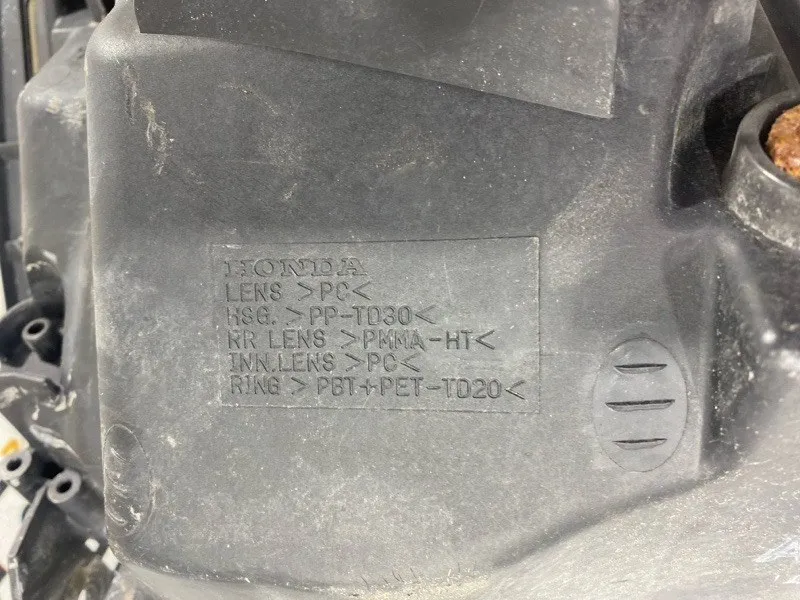 HONDA
LENS >PC<
HSG. >PP-TD30<
RR LENS >PMMA-HT<
INN.LENS >PC<
RING >PBT+PET-TD20<